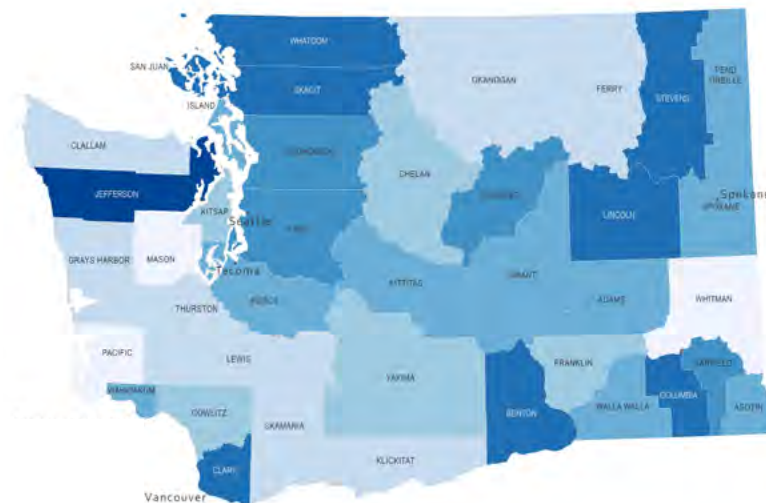 WHATCOM
SAN JUAN
SKAGIT
ISLAND
OKANOGAN
FERRY
STEVENS
PEND
OREILLE
CLALLAM
SNOHOMISH
CHELAN
JEFFERSON
KITSAP
Seattle
KING
DOUGLAS
LINCOLN
Spokane
SPOKANE
GRAYS HARBOR
MASON
Tacoma
PIERCE
KITTITAS
GRANT
ADAMS
WHITMAN
THURSTON
PACIFIC
LEWIS
YAKIMA
FRANKLIN
GARFIELD
WAHKIAKUM
COWLITZ
BENTON
WALLA WALLA
COLUMBIA
ASOTIN
SKAMANIA
CLARK
KLICKITAT
Vancouver